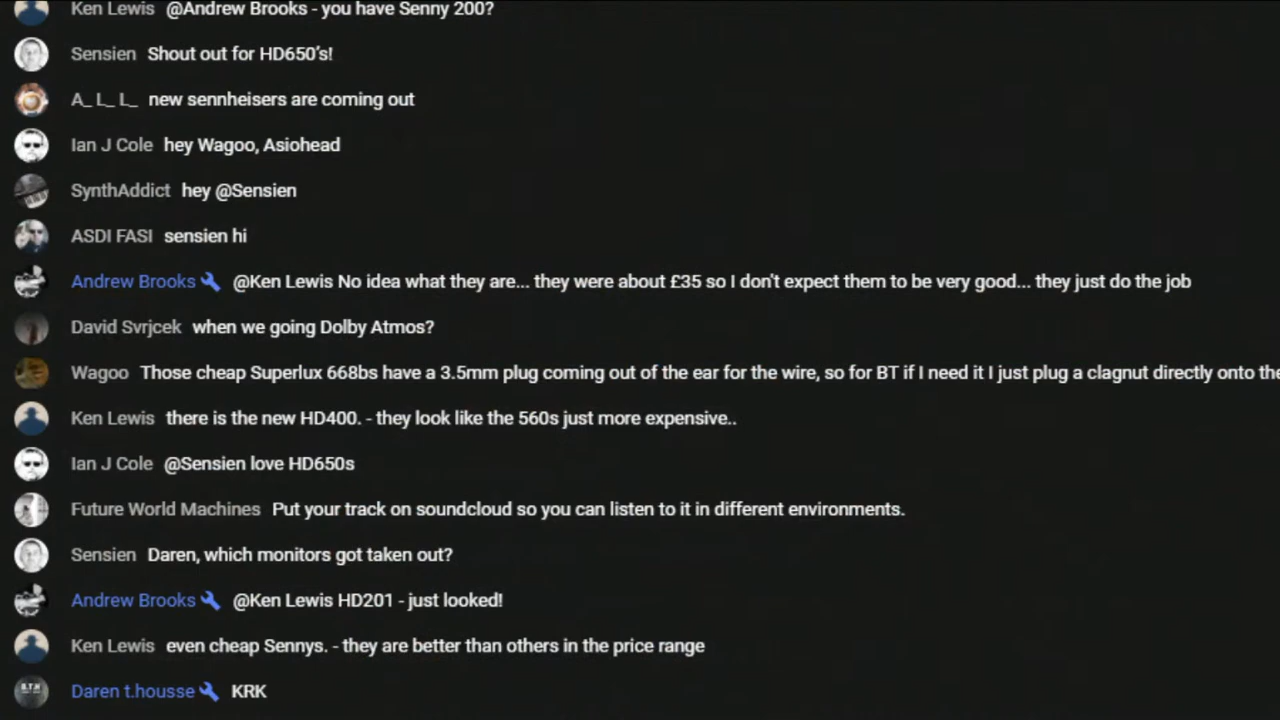 Ken Lewis @Andrew Brooks - you have Senny 200?
Sensien Shout out for HD650's!
A_ L_ L_ new sennheisers are coming out
Ian J Cole hey Wagoo, Asiohead
SynthAddict hey @Sensien
ASDI FASI sensien hi
Andrew Brooks @Ken Lewis No idea what they are... they were about £35 so I don't expect them to be very good... they just do the job
David Svrjcek when we going Dolby Atmos?
Wagoo Those cheap Superlux 668bs have a 3.5mm plug coming out of the ear for the wire, so for BT if I need it I just plug a clagnut directly onto the
Ken Lewis there is the new HD400. - they look like the 560s just more expensive..
Ian J Cole @Sensien love HD650s
Future World Machines Put your track on soundcloud so you can listen to it in different environments.
Sensien Daren, which monitors got taken out?
Andrew Brooks @Ken Lewis HD201 - just looked!
Ken Lewis even cheap Sennys. - they are better than others in the price range
Daren t.housse KRK